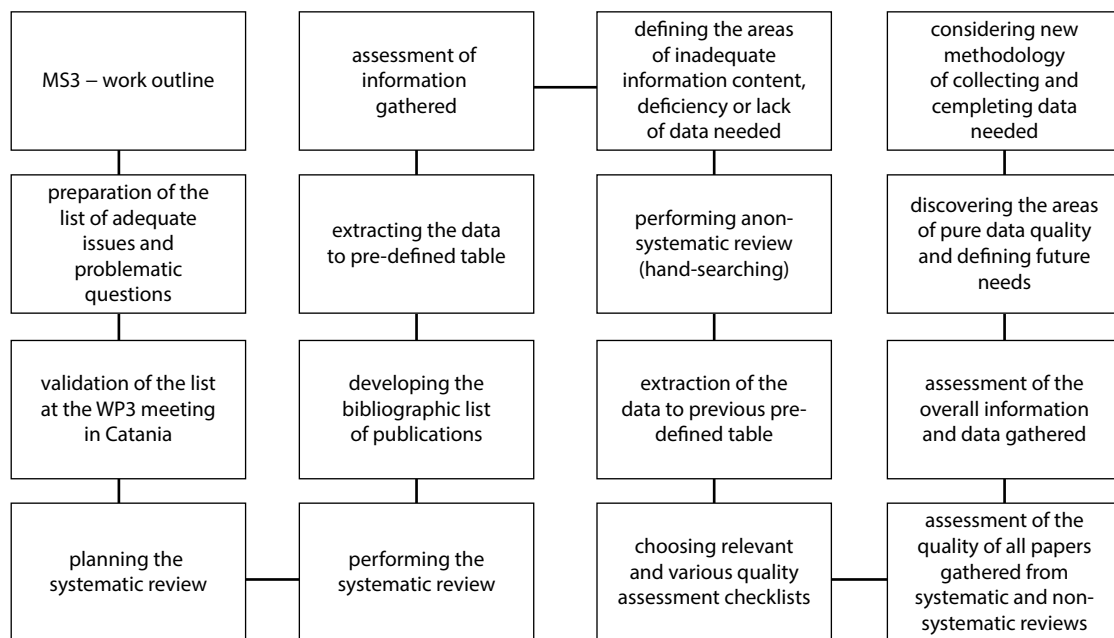 MS3 – work outline
preparation of the
list of adequate
issues and
problematic
questions
validation of the list
at the WP3 meeting
in Catania
planning the
systematic review
performing the
systematic review
developing the
bibliographic list
of publications
extracting the data
to pre-defined table
assessment of
information
gathered
defining the areas
of inadequate
information content,
deficiency or lack
of data needed
performing anon-
systematic review
(hand-searching)
extraction of the
data to previous pre-
defined table
choosing relevant
and various quality
assessment checklists
assessment of the
quality of all papers
gathered from
systematic and non-
systematic reviews
assessment of the
overall information
and data gathered
discovering the areas
of pure data quality
and defining future
needs
considering new
methodology
of collecting and
cempleting data
needed